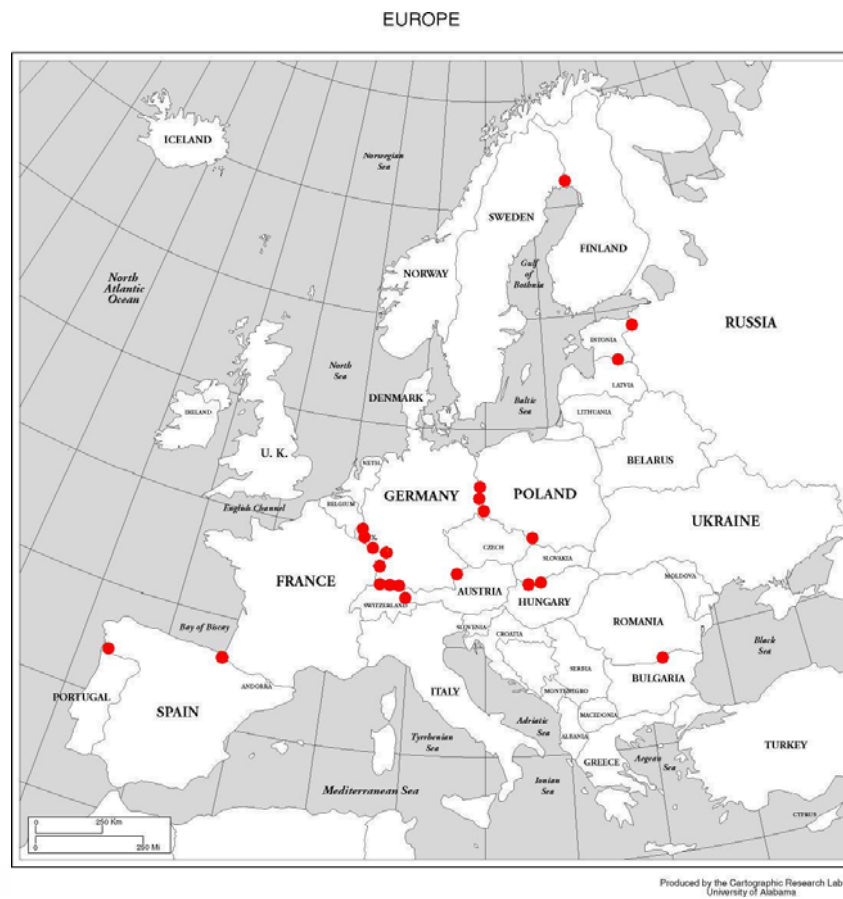 EUROPE
ICELAND
Norwegian
Sea
SWEDEN
FINLAND
NORWAY
Gulf
of
Bothnia
North
Atlantic
Ocean
RUSSIA
ESTONIA
North
Sea
LATVIA
DENMARK
Baltic
Sea
LITHUANIA
IRELAND
U. K.
BELARUS
NETH.
GERMANY
POLAND
BELGIUM
English Channel
UKRAINE
CZECH
SLOVAKIA
FRANCE
MOLDOVA
AUSTRIA
HUNGARY
SWITZERLAND
ROMANIA
Bay of Biscay
SLOVENIA
CROATIA
Black
Sea
SERBIA
BULGARIA
PORTUGAL
ANDORRA
ITALY
MONTENEGRO
SPAIN
MACEDONIA
Adriatic
Sea
Tyrrhenian
Sea
ALBANIA
TURKEY
GREECE
Aegean
Sea
Ionian
Sea
Mediterranean Sea
CYPRUS
0 250 Km
0 250 Mi
Produced by the Cartographic Research Lab
University of Alabama